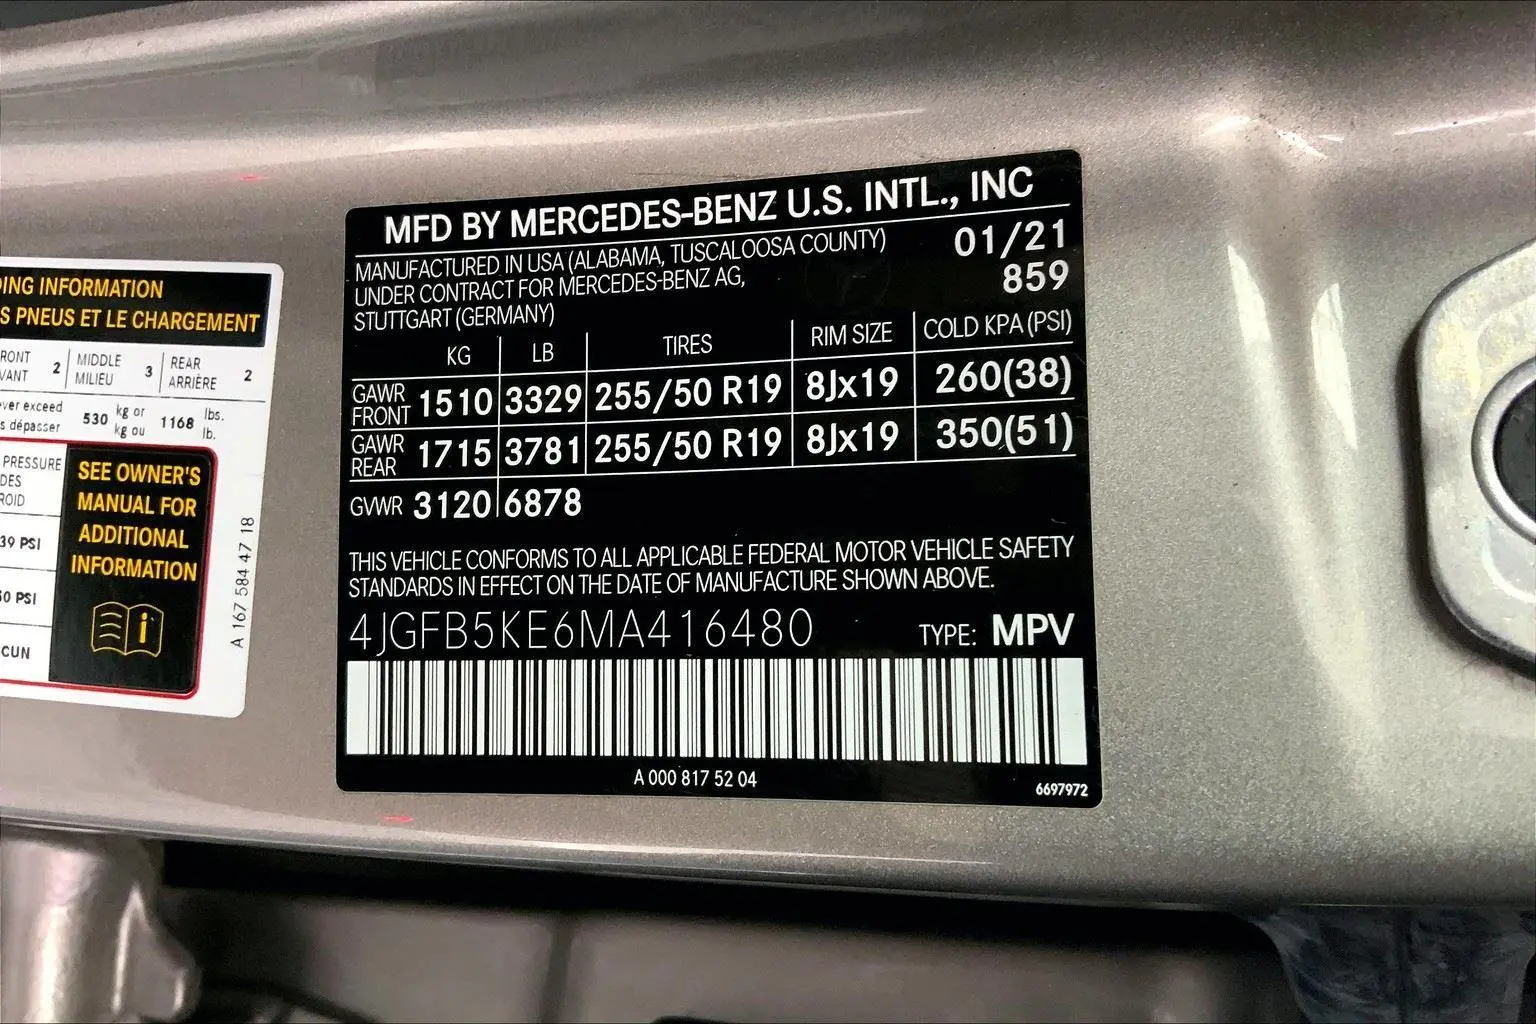 DING INFORMATION
S PNEUS ET LE CHARGEMENT
RONT
VANT 2 MIDDLE
MILIEU 3 REAR
ARRIÈRE 2
ever exceed 530 kg or 1168 lbs.
s dépasser kg ou lb.
PRESSURE
DES
ROID
39 PSI
50 PSI
CUN
SEE OWNER'S
MANUAL FOR
ADDITIONAL
INFORMATION
A 167 584 47 18
MFD BY MERCEDES-BENZ U.S. INTL., INC
MANUFACTURED IN USA (ALABAMA, TUSCALOOSA COUNTY) 01/21
UNDER CONTRACT FOR MERCEDES-BENZ AG, 859
STUTTGART (GERMANY)
KG LB TIRES RIM SIZE COLD KPA (PSI)
GAWR
FRONT 1510 3329 255/50 R19 8Jx19 260(38)
GAWR
REAR 1715 3781 255/50 R19 8Jx19 350(51)
GVWR 3120 6878
THIS VEHICLE CONFORMS TO ALL APPLICABLE FEDERAL MOTOR VEHICLE SAFETY
STANDARDS IN EFFECT ON THE DATE OF MANUFACTURE SHOWN ABOVE.
4JGFB5KE6MA416480 TYPE: MPV
A 000 817 52 04
6697972